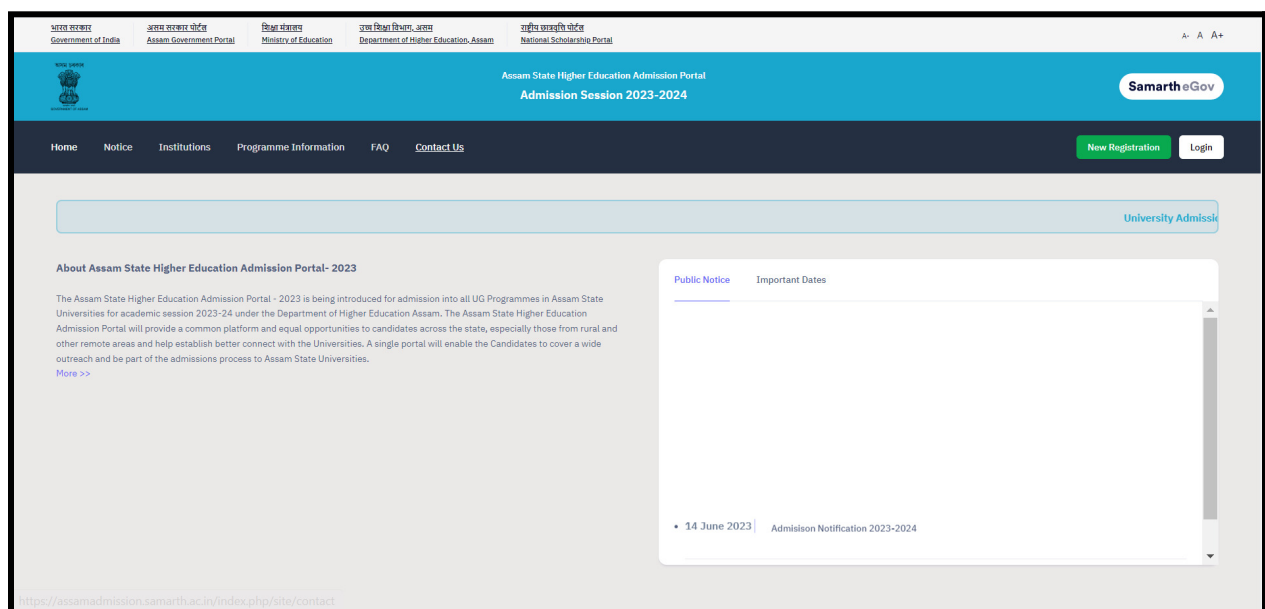 भारत सरकार
Government of India
असम सरकार पोर्टल
Assam Government Portal
शिक्षा मंत्रालय
Ministry of Education
उच्च शिक्षा विभाग, असम
Department of Higher Education, Assam
राष्ट्रीय छात्रवृत्ति पोर्टल
National Scholarship Portal
A- A A+
Assam State Higher Education Admission Portal
Admission Session 2023-2024
Samarth eGov
Home Notice Institutions Programme Information FAQ Contact Us
New Registration Login
University Admissi
About Assam State Higher Education Admission Portal- 2023
The Assam State Higher Education Admission Portal - 2023 is being introduced for admission into all UG Programmes in Assam State
Universities for academic session 2023-24 under the Department of Higher Education Assam. The Assam State Higher Education
Admission Portal will provide a common platform and equal opportunities to candidates across the state, especially those from rural and
other remote areas and help establish better connect with the Universities. A single portal will enable the Candidates to cover a wide
outreach and be part of the admissions process to Assam State Universities.
More >>
Public Notice Important Dates
• 14 June 2023 Admisison Notification 2023-2024
https://assamadmission.samarth.ac.in/index.php/site/contact